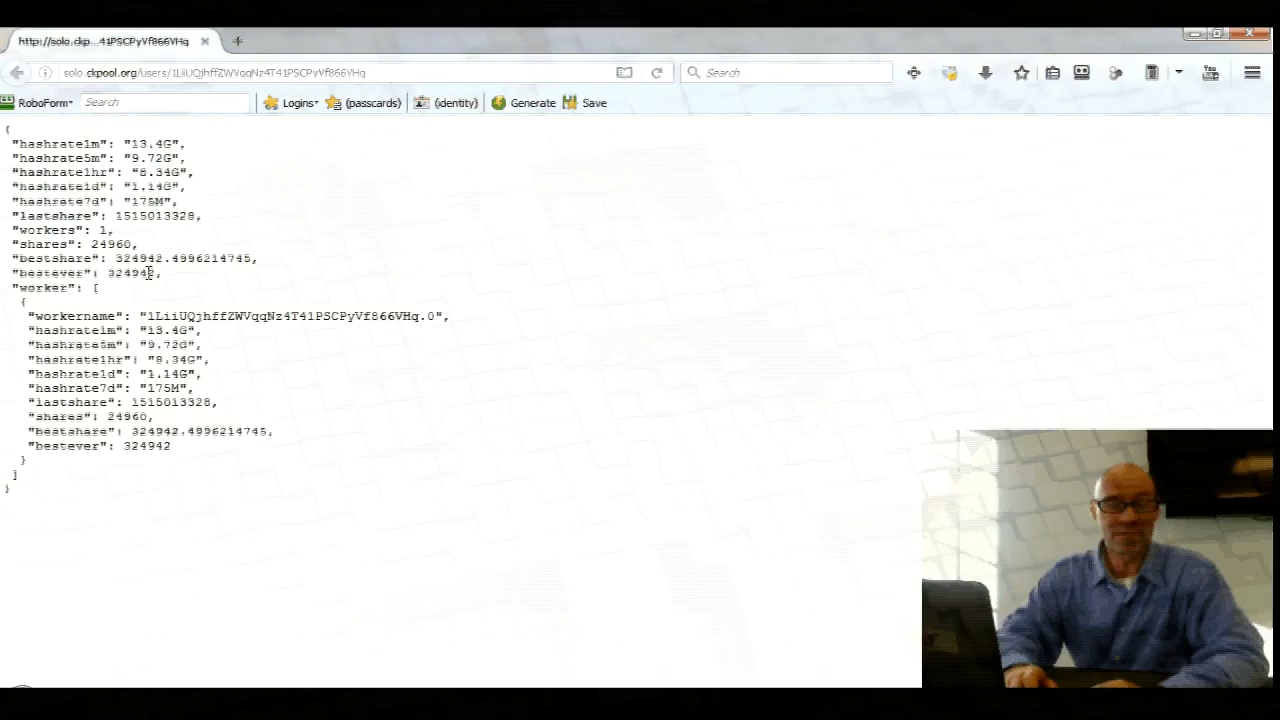 http://solo.ckp...41PSCPyVf866VHq
solo.ckpool.org/users/1LiiUQjhffZWVqqNz4T41PSCPyVf866VHq
Search
RoboForm
Search
Logins
(passcards)
(identity)
Generate
Save
{
"hashrate1m": "13.4G",
"hashrate5m": "9.72G",
"hashrate1hr": "8.34G",
"hashrate1d": "1.14G",
"hashrate7d": "175M",
"lastshare": 1515013328,
"workers": 1,
"shares": 24960,
"bestshare": 324942.4996214745,
"bestever": 324942,
"worker": [
{
"workername": "1LiiUQjhffZWVqqNz4T41PSCPyVf866VHq.0",
"hashrate1m": "13.4G",
"hashrate5m": "9.72G",
"hashrate1hr": "8.34G",
"hashrate1d": "1.14G",
"hashrate7d": "175M",
"lastshare": 1515013328,
"shares": 24960,
"bestshare": 324942.4996214745,
"bestever": 324942
}
]
}